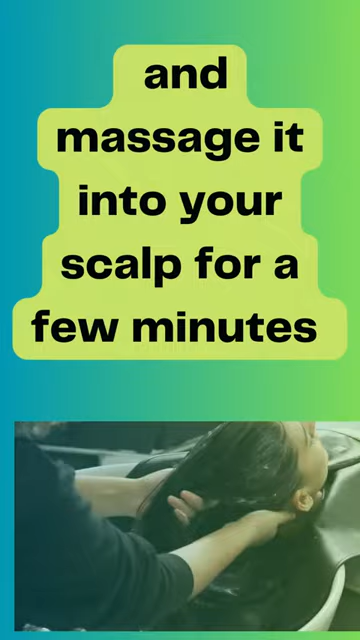 and
massage it
into your
scalp for a
few minutes